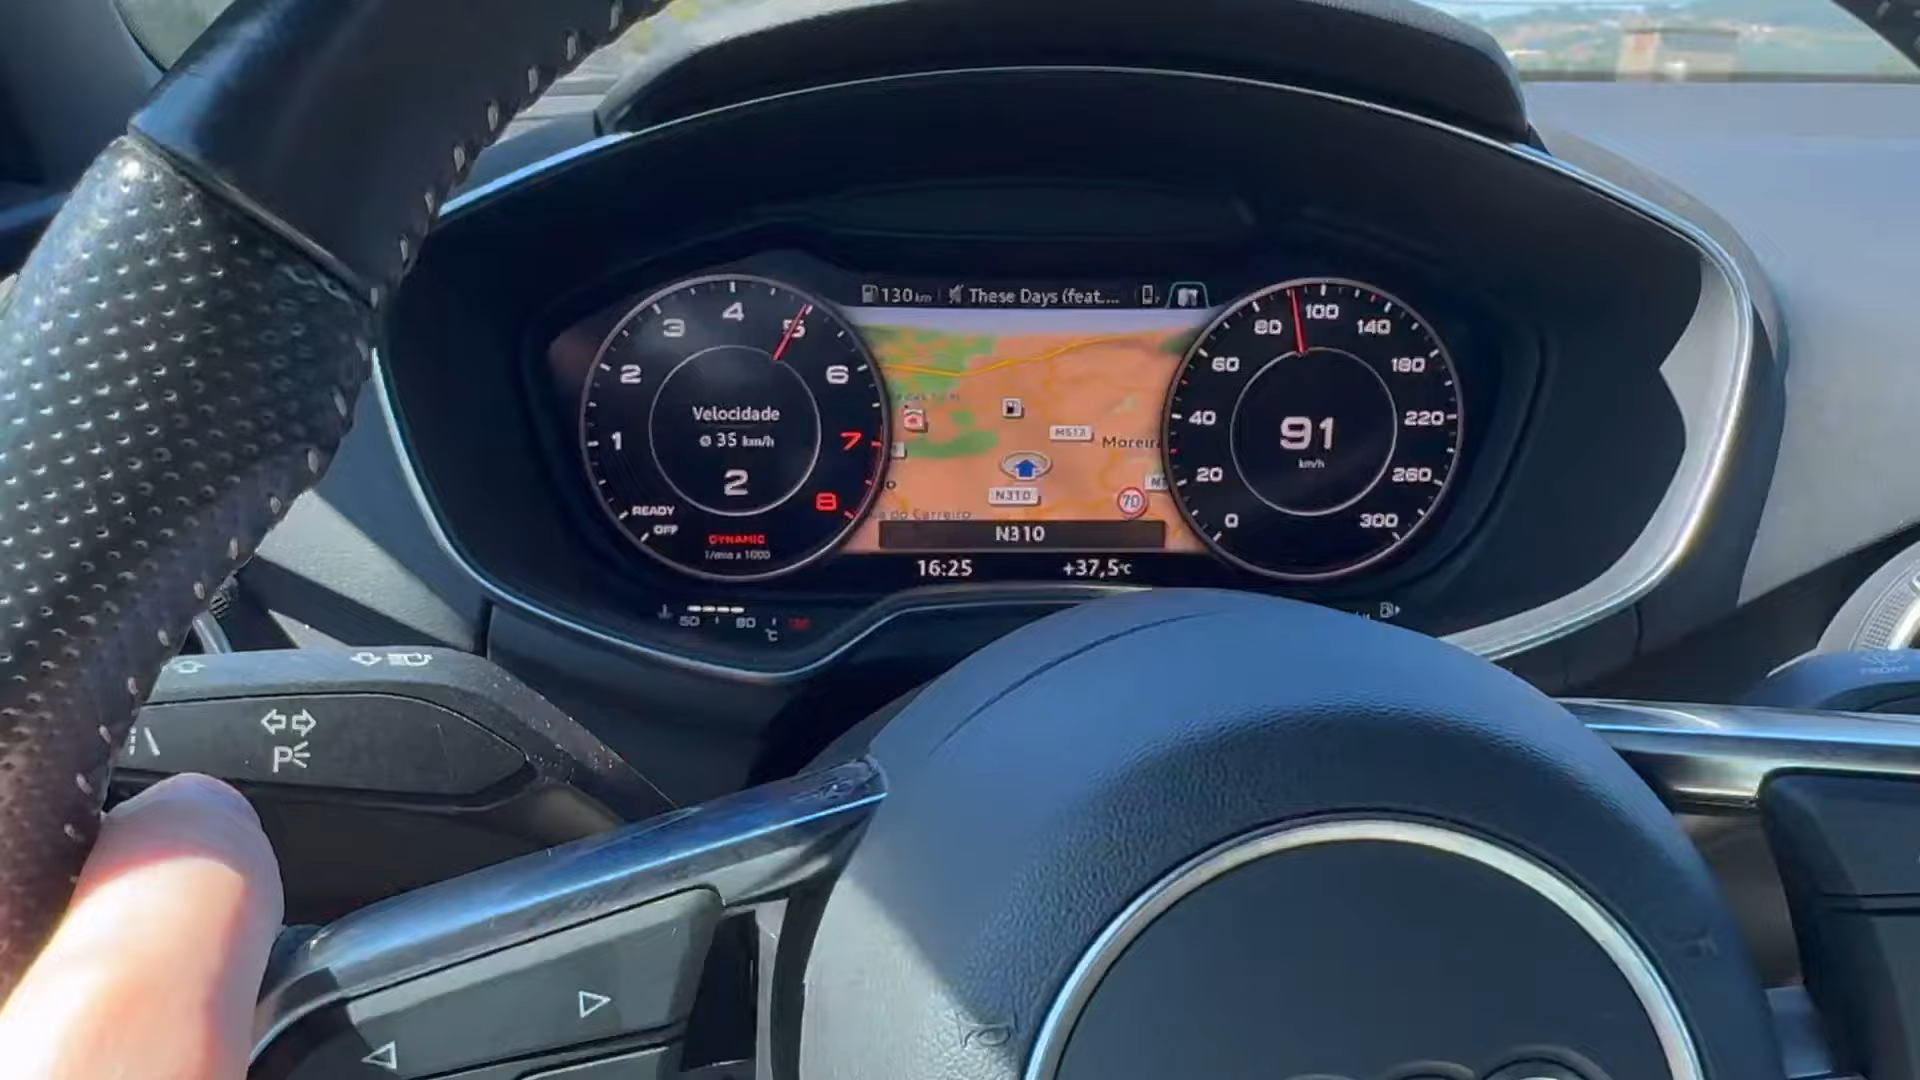 130 km
These Days (feat....
1
2
3
4
5
6
7
8
READY
OFF
Velocidade
Ø 35 km/h
2
DYNAMIC
1/min x 1000
M513
Moreira
N310
70
N310
16:25
+37,5°C
0
20
40
60
80
100
140
180
220
260
300
91
km/h
50
90
°C
P
FRONT